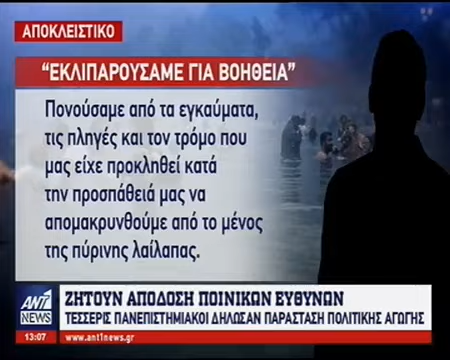 ΑΠΟΚΛΕΙΣΤΙΚΟ
“ΕΚΛΙΠΑΡΟΥΣΑΜΕ ΓΙΑ ΒΟΗΘΕΙΑ”
Πονούσαμε από τα εγκαύματα,
τις πληγές και τον τρόμο που
μας είχε προκληθεί κατά
την προσπάθειά μας να
απομακρυνθούμε από το μένος
της πύρινης λαίλαπας.
ΑΝΤ1
NEWS
ΖΗΤΟΥΝ ΑΠΟΔΟΣΗ ΠΟΙΝΙΚΩΝ ΕΥΘΥΝΩΝ
ΤΕΣΣΕΡΙΣ ΠΑΝΕΠΙΣΤΗΜΙΑΚΟΙ ΔΗΛΩΣΑΝ ΠΑΡΑΣΤΑΣΗ ΠΟΛΙΤΙΚΗΣ ΑΓΩΓΗΣ
13:07
www.ant1news.gr